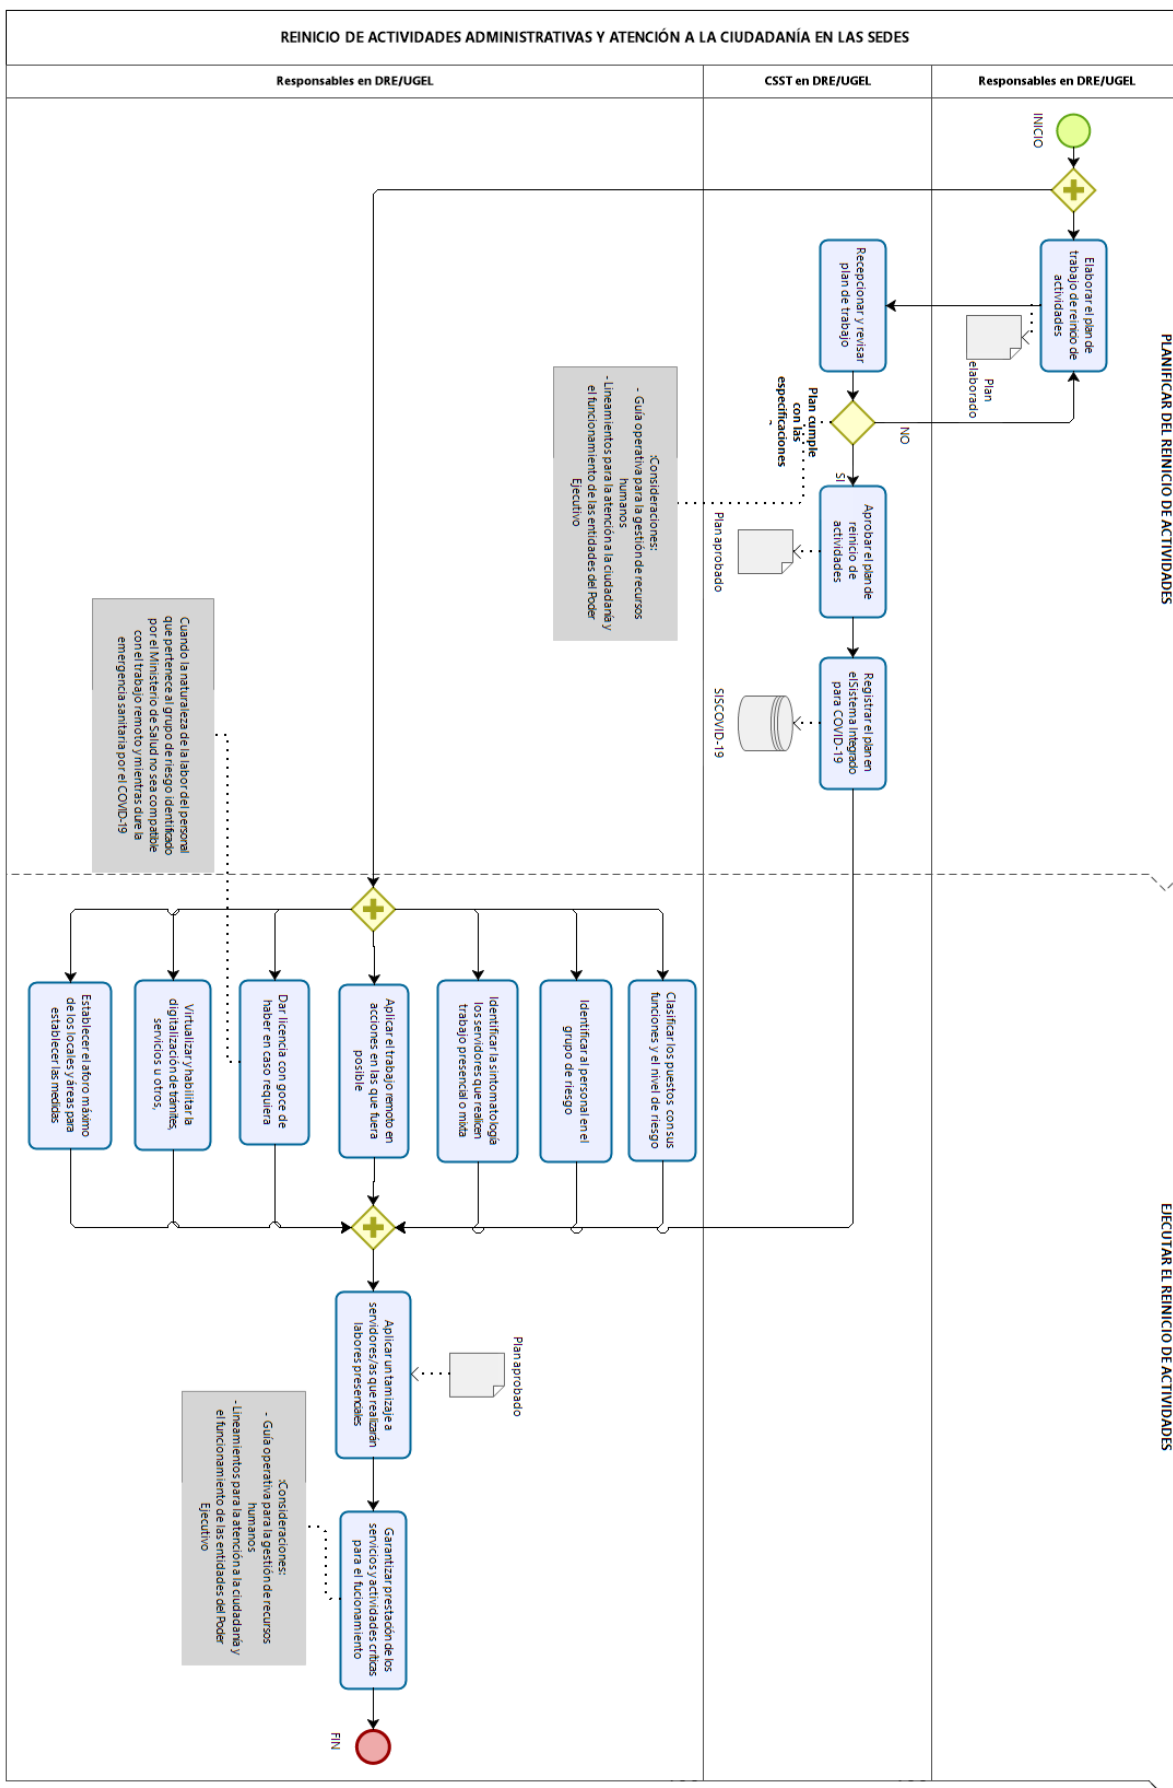 REINICIO DE ACTIVIDADES ADMINISTRATIVAS Y ATENCIÓN A LA CIUDADANÍA EN LAS SEDES
Responsables en DRE/UGEL
CSST en DRE/UGEL
Responsables en DRE/UGEL
PLANIFICAR DEL REINICIO DE ACTIVIDADES
INICIO
Elaborar el plan de
trabajo de reinicio de
actividades
Plan
elaborado
Recepcionar y revisar
plan de trabajo
NO
SI
Plan cumple
con las
especificaciones
Aprobar el plan de
reinicio de
actividades
Plan aprobado
Registrar el plan en
elSistema Integrado
para COVID-19
SISCOVID-19
:Consideraciones:
- Guía operativa para la gestión de recursos
humanos
- Lineamientos para la atención a la ciudadanía y
el funcionamiento de las entidades del Poder
Ejecutivo
Cuando la naturaleza de la labor del personal
que pertenece al grupo de riesgo identificado
por el Ministerio de Salud no sea compatible
con el trabajo remoto y mientras dure la
emergencia sanitaria por el COVID-19
EJECUTAR EL REINICIO DE ACTIVIDADES
Clasificar los puestos con sus
funciones y el nivel de riesgo
Identificar al personal en el
grupo de riesgo
Identificar la sintomatología
los servidores que realicen
trabajo presencial o mixta
Aplicar el trabajo remoto en
acciones en las que fuera
posible
Dar licencia con goce de
haber en caso requiera
Virtualizar y habilitar la
digitalización de trámites,
servicios u otros,
Establecer el aforo máximo
de los locales y áreas para
establecer las medidas
Plan aprobado
Aplicar un tamizaje a
servidores/as que realizarán
labores presenciales
Garantizar prestación de los
servicios y actividades críticas
para el fucionamiento
:Consideraciones:
- Guía operativa para la gestión de recursos
humanos
- Lineamientos para la atención a la ciudadanía y
el funcionamiento de las entidades del Poder
Ejecutivo
FIN